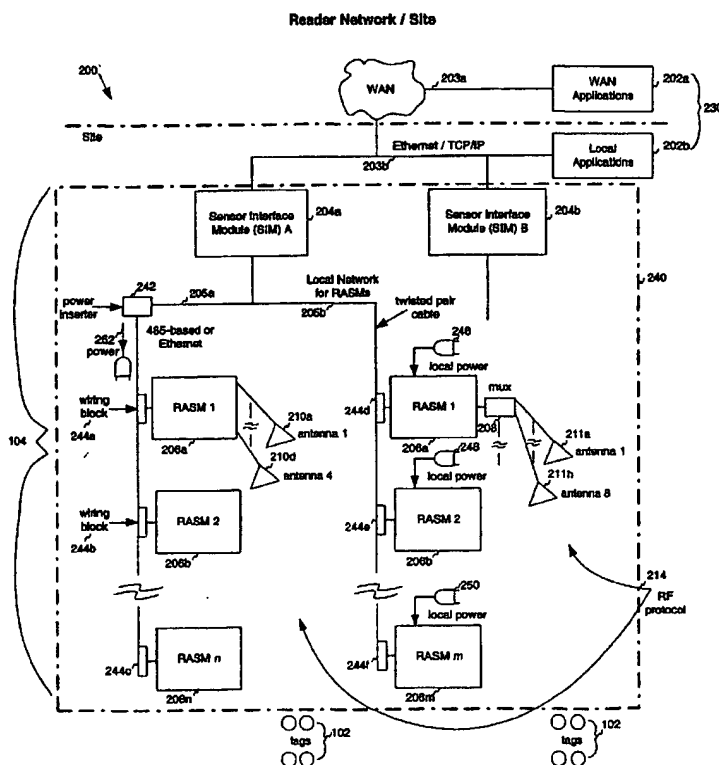 Reader Network / Site
200
WAN
203a
WAN Applications
202a
230
Site
Ethernet / TCP/IP
203b
Local Applications
202b
Sensor Interface Module (SIM) A
204a
Sensor Interface Module (SIM) B
204b
240
242
205a
Local Network for RASMs
205b
power inserter
twisted pair cable
262
power
485-based or Ethernet
246
local power
mux
wiring block
244a
RASM 1
206a
210a
antenna 1
210d
antenna 4
244d
RASM 1
206a
208
211a
antenna 1
211h
antenna 8
104
248
local power
wiring block
244b
RASM 2
206b
244e
RASM 2
206b
214
RF protocol
250
local power
244c
RASM n
206n
244f
RASM m
206m
102
tags
102
tags